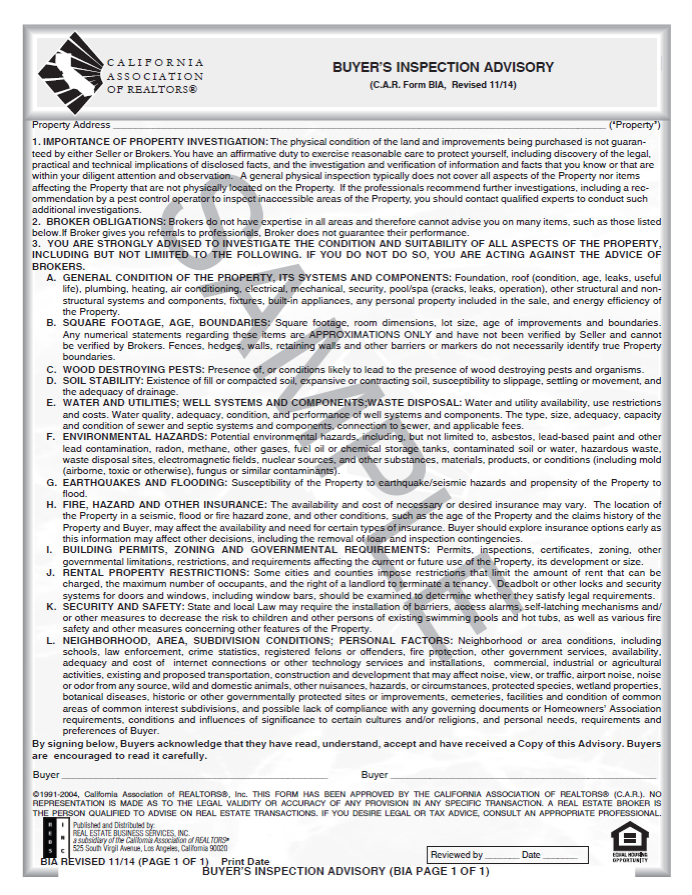 CALIFORNIA
ASSOCIATION
OF REALTORS®
BUYER'S INSPECTION ADVISORY
(C.A.R. Form BIA, Revised 11/14)
Property Address ("Property")
1. IMPORTANCE OF PROPERTY INVESTIGATION: The physical condition of the land and improvements being purchased is not guaran-
teed by either Seller or Brokers. You have an affirmative duty to exercise reasonable care to protect yourself, including discovery of the legal,
practical and technical implications of disclosed facts, and the investigation and verification of information and facts that you know or that are
within your diligent attention and observation. A general physical inspection typically does not cover all aspects of the Property nor items
affecting the Property that are not physically located on the Property. If the professionals recommend further investigations, including a rec-
ommendation by a pest control operator to inspect inaccessible areas of the Property, you should contact qualified experts to conduct such
additional investigations.
2. BROKER OBLIGATIONS: Brokers do not have expertise in all areas and therefore cannot advise you on many items, such as those listed
below.If Broker gives you referrals to professionals, Broker does not guarantee their performance.
3. YOU ARE STRONGLY ADVISED TO INVESTIGATE THE CONDITION AND SUITABILITY OF ALL ASPECTS OF THE PROPERTY,
INCLUDING BUT NOT LIMIITED TO THE FOLLOWING. IF YOU DO NOT DO SO, YOU ARE ACTING AGAINST THE ADVICE OF
BROKERS.
A. GENERAL CONDITION OF THE PROPERTY, ITS SYSTEMS AND COMPONENTS: Foundation, roof (condition, age, leaks, useful
life), plumbing, heating, air conditioning, electrical, mechanical, security, pool/spa (cracks, leaks, operation), other structural and non-
structural systems and components, fixtures, built-in appliances, any personal property included in the sale, and energy efficiency of
the Property.
B. SQUARE FOOTAGE, AGE, BOUNDARIES: Square footage, room dimensions, lot size, age of improvements and boundaries.
Any numerical statements regarding these items are APPROXIMATIONS ONLY and have not been verified by Seller and cannot
be verified by Brokers. Fences, hedges, walls, retaining walls and other barriers or markers do not necessarily identify true Property
boundaries.
C. WOOD DESTROYING PESTS: Presence of, or conditions likely to lead to the presence of wood destroying pests and organisms.
D. SOIL STABILITY: Existence of fill or compacted soil, expansive or contracting soil, susceptibility to slippage, settling or movement, and
the adequacy of drainage.
E. WATER AND UTILITIES; WELL SYSTEMS AND COMPONENTS;WASTE DISPOSAL: Water and utility availability, use restrictions
and costs. Water quality, adequacy, condition, and performance of well systems and components. The type, size, adequacy, capacity
and condition of sewer and septic systems and components, connection to sewer, and applicable fees.
F. ENVIRONMENTAL HAZARDS: Potential environmental hazards, including, but not limited to, asbestos, lead-based paint and other
lead contamination, radon, methane, other gases, fuel oil or chemical storage tanks, contaminated soil or water, hazardous waste,
waste disposal sites, electromagnetic fields, nuclear sources, and other substances, materials, products, or conditions (including mold
(airborne, toxic or otherwise), fungus or similar contaminants).
G. EARTHQUAKES AND FLOODING: Susceptibility of the Property to earthquake/seismic hazards and propensity of the Property to
flood.
H. FIRE, HAZARD AND OTHER INSURANCE: The availability and cost of necessary or desired insurance may vary. The location of
the Property in a seismic, flood or fire hazard zone, and other conditions, such as the age of the Property and the claims history of the
Property and Buyer, may affect the availability and need for certain types of insurance. Buyer should explore insurance options early as
this information may affect other decisions, including the removal of loan and inspection contingencies.
I. BUILDING PERMITS, ZONING AND GOVERNMENTAL REQUIREMENTS: Permits, inspections, certificates, zoning, other
governmental limitations, restrictions, and requirements affecting the current or future use of the Property, its development or size.
J. RENTAL PROPERTY RESTRICTIONS: Some cities and counties impose restrictions that limit the amount of rent that can be
charged, the maximum number of occupants, and the right of a landlord to terminate a tenancy. Deadbolt or other locks and security
systems for doors and windows, including window bars, should be examined to determine whether they satisfy legal requirements.
K. SECURITY AND SAFETY: State and local Law may require the installation of barriers, access alarms, self-latching mechanisms and/
or other measures to decrease the risk to children and other persons of existing swimming pools and hot tubs, as well as various fire
safety and other measures concerning other features of the Property.
L. NEIGHBORHOOD, AREA, SUBDIVISION CONDITIONS; PERSONAL FACTORS: Neighborhood or area conditions, including
schools, law enforcement, crime statistics, registered felons or offenders, fire protection, other government services, availability,
adequacy and cost of internet connections or other technology services and installations, commercial, industrial or agricultural
activities, existing and proposed transportation, construction and development that may affect noise, view, or traffic, airport noise, noise
or odor from any source, wild and domestic animals, other nuisances, hazards, or circumstances, protected species, wetland properties,
botanical diseases, historic or other governmentally protected sites or improvements, cemeteries, facilities and condition of common
areas of common interest subdivisions, and possible lack of compliance with any governing documents or Homeowners' Association
requirements, conditions and influences of significance to certain cultures and/or religions, and personal needs, requirements and
preferences of Buyer.
By signing below, Buyers acknowledge that they have read, understand, accept and have received a Copy of this Advisory. Buyers
are encouraged to read it carefully.
Buyer Buyer
©1991-2004, California Association of REALTORS®, Inc. THIS FORM HAS BEEN APPROVED BY THE CALIFORNIA ASSOCIATION OF REALTORS® (C.A.R.). NO
REPRESENTATION IS MADE AS TO THE LEGAL VALIDITY OR ACCURACY OF ANY PROVISION IN ANY SPECIFIC TRANSACTION. A REAL ESTATE BROKER IS
THE PERSON QUALIFIED TO ADVISE ON REAL ESTATE TRANSACTIONS. IF YOU DESIRE LEGAL OR TAX ADVICE, CONSULT AN APPROPRIATE PROFESSIONAL.
REBS INC
Published and Distributed by:
REAL ESTATE BUSINESS SERVICES, INC.
a subsidiary of the California Association of REALTORS®
525 South Virgil Avenue, Los Angeles, California 90020
Reviewed by Date
EQUAL HOUSING
OPPORTUNITY
BIA REVISED 11/14 (PAGE 1 OF 1) Print Date
BUYER'S INSPECTION ADVISORY (BIA PAGE 1 OF 1)
SAMPLE